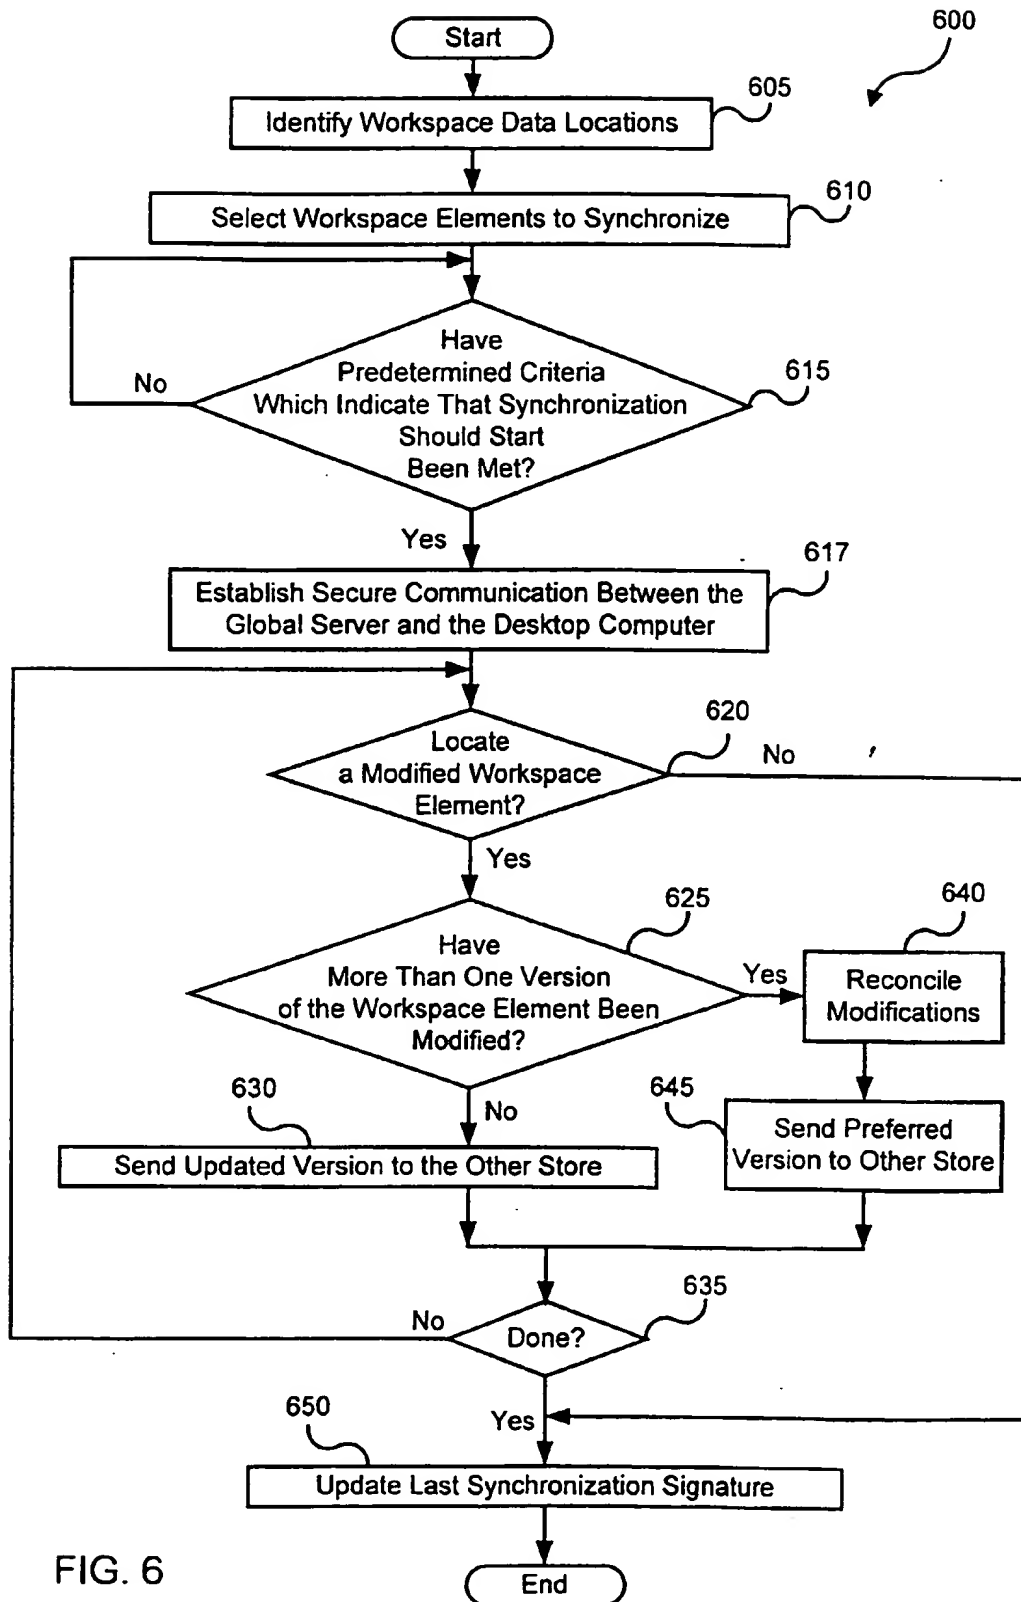 600
Start
605
Identify Workspace Data Locations
610
Select Workspace Elements to Synchronize
Have
Predetermined Criteria
Which Indicate That Synchronization
Should Start
Been Met?
615
No
Yes
617
Establish Secure Communication Between the
Global Server and the Desktop Computer
620
Locate
a Modified Workspace
Element?
No
Yes
625
Have
More Than One Version
of the Workspace Element Been
Modified?
Yes
640
Reconcile
Modifications
No
630
Send Updated Version to the Other Store
645
Send Preferred
Version to Other Store
635
Done?
No
Yes
650
Update Last Synchronization Signature
End
FIG. 6